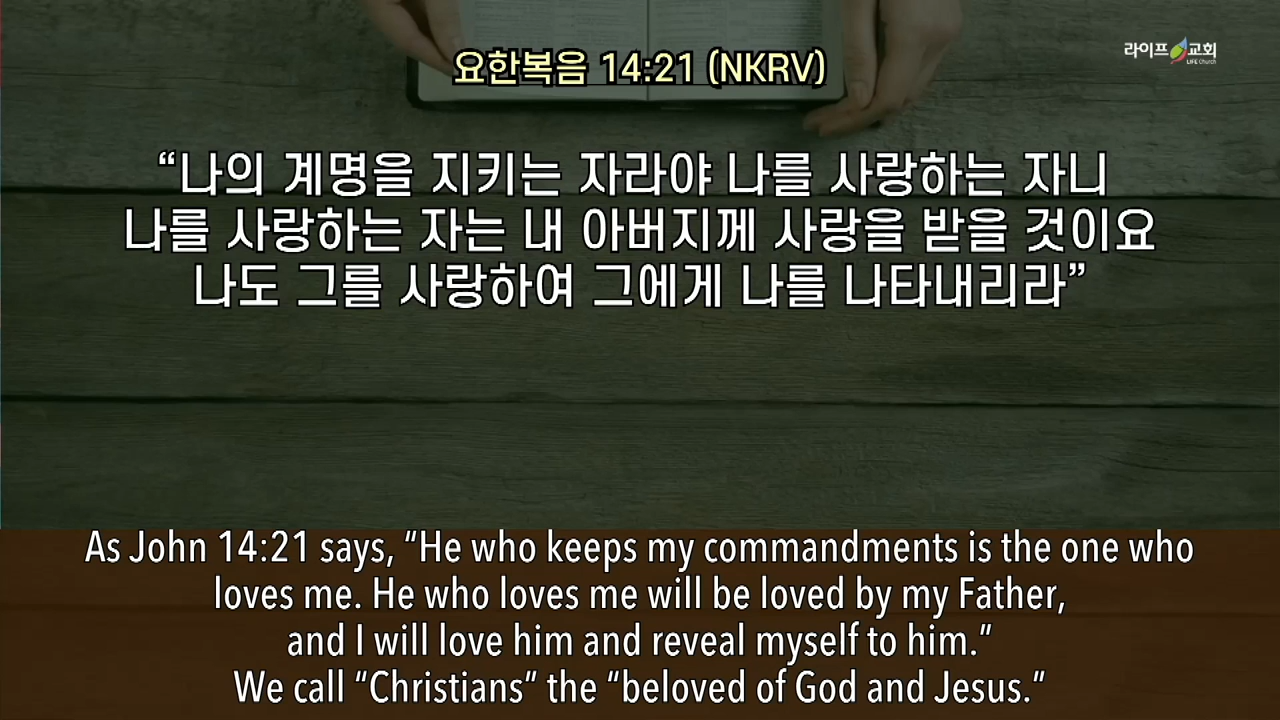 요한복음 14:21 (NKRV)
라이프 교회
LIFE Church
“나의 계명을 지키는 자라야 나를 사랑하는 자니
나를 사랑하는 자는 내 아버지께 사랑을 받을 것이요
나도 그를 사랑하여 그에게 나를 나타내리라”
As John 14:21 says, “He who keeps my commandments is the one who
loves me. He who loves me will be loved by my Father,
and I will love him and reveal myself to him.”
We call “Christians” the “beloved of God and Jesus.”